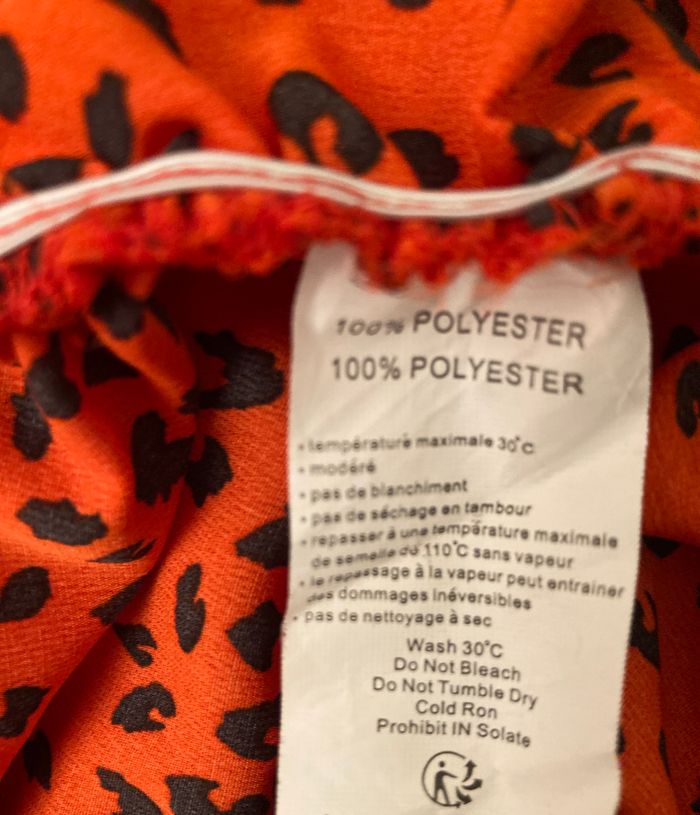 100% POLYESTER
100% POLYESTER
• température maximale 30°C
• modéré
• pas de blanchiment
• pas de séchage en tambour
• repasser à une température maximale
de semelle de 110°C sans vapeur
• le repassage à la vapeur peut entrainer
des dommages inéversibles
• pas de nettoyage à sec
Wash 30°C
Do Not Bleach
Do Not Tumble Dry
Cold Ron
Prohibit IN Solate